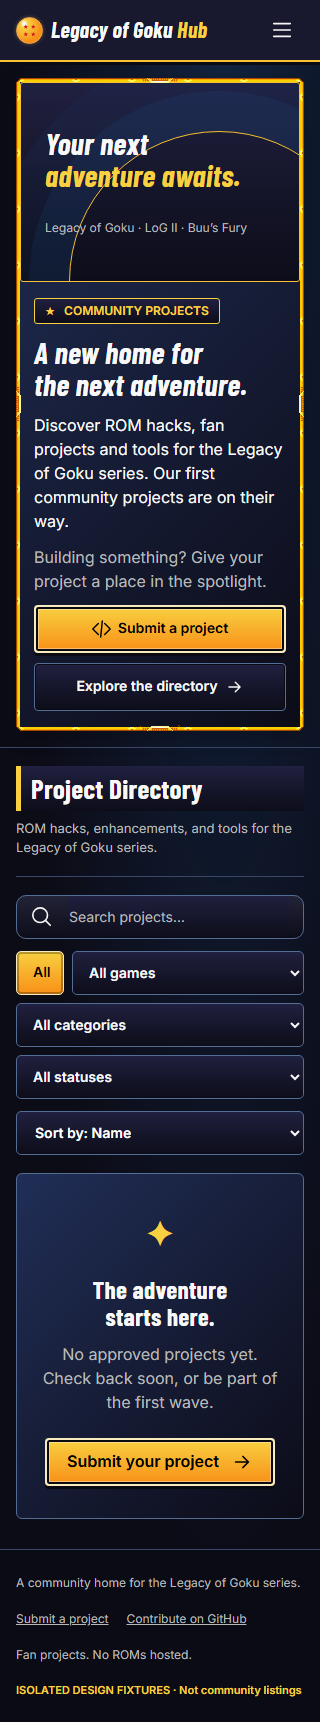 Legacy of Goku Hub
Your next
adventure awaits.
Legacy of Goku · LoG II · Buu's Fury
★ COMMUNITY PROJECTS
A new home for
the next adventure.
Discover ROM hacks, fan
projects and tools for the Legacy
of Goku series. Our first
community projects are on their
way.
Building something? Give your
project a place in the spotlight.
Submit a project
Explore the directory →
Project Directory
ROM hacks, enhancements, and tools for the
Legacy of Goku series.
Search projects...
All
All games
All categories
All statuses
Sort by: Name
The adventure
starts here.
No approved projects yet.
Check back soon, or be part of
the first wave.
Submit your project →
A community home for the Legacy of Goku series.
Submit a project Contribute on GitHub
Fan projects. No ROMs hosted.
ISOLATED DESIGN FIXTURES · Not community listings